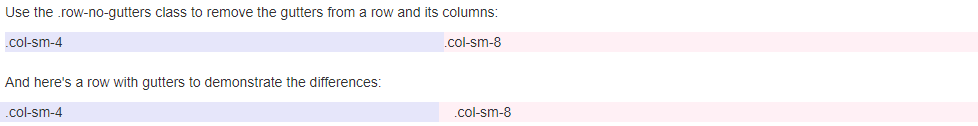 Use the .row-no-gutters class to remove the gutters from a row and its columns:
.col-sm-4 .col-sm-8
And here's a row with gutters to demonstrate the differences:
.col-sm-4 .col-sm-8